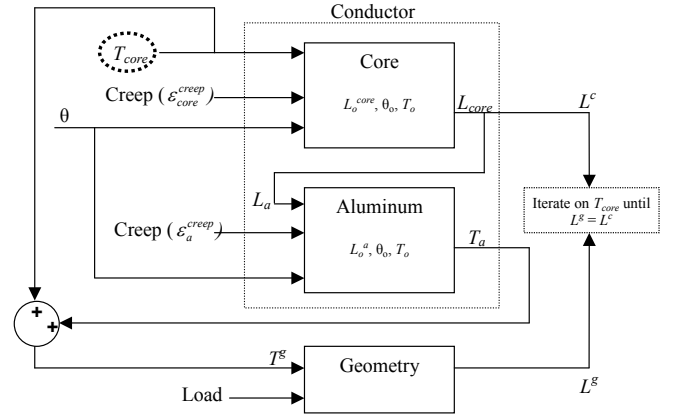 Conductor
T_core
Core
Creep (ε_core^creep)
L_o^core, θ_o, T_o
L_core
L^c
θ
L_a
Aluminum
Iterate on T_core until
L^g = L^c
Creep (ε_a^creep)
L_o^a, θ_o, T_o
T_a
+
+
T^g
Geometry
L^g
Load